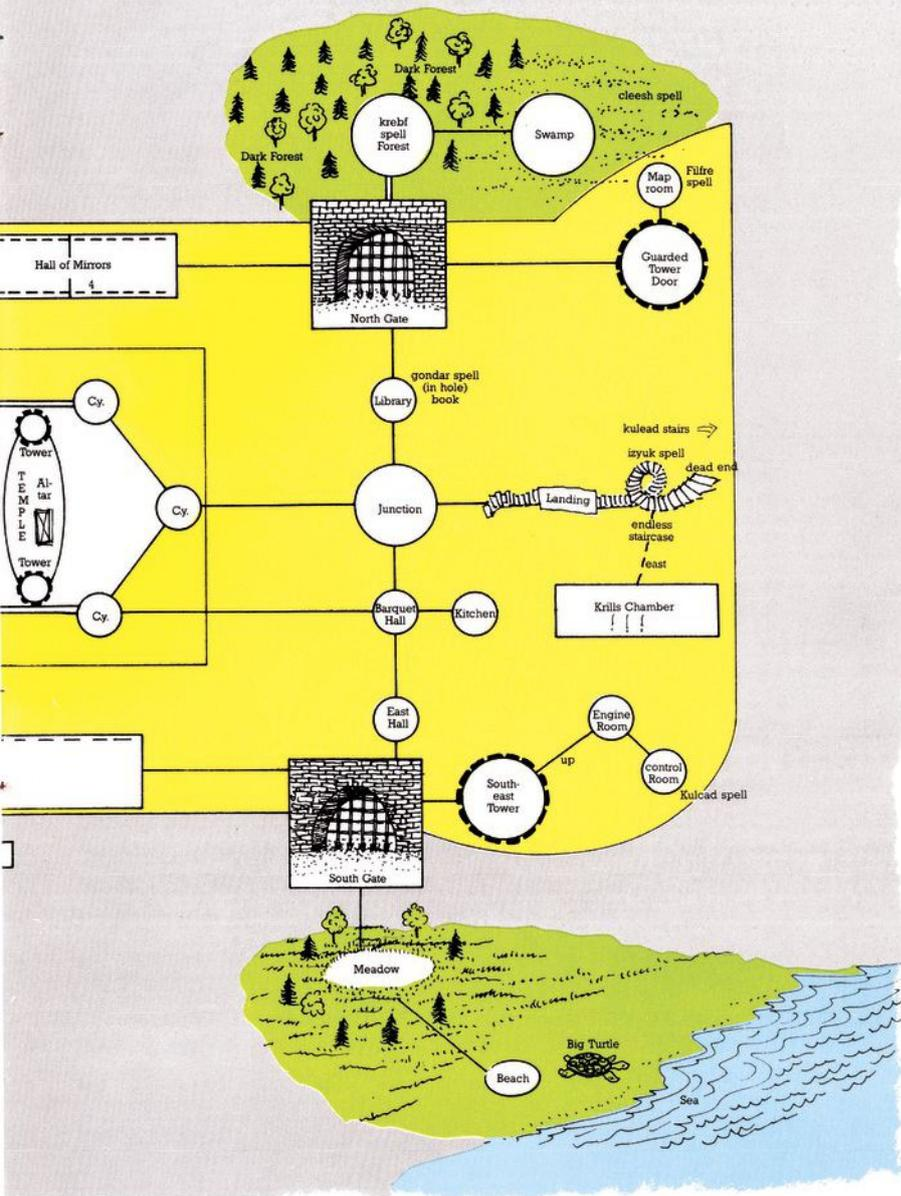 Dark Forest
cleesh spell
krebf
spell
Forest
Swamp
Dark Forest
Map
room
Filfre
spell
Hall of Mirrors
4
Guarded
Tower
Door
North Gate
gondar spell
(in hole)
book
Library
Cy.
kulead stairs
Tower
izyuk spell
dead end
TEMPLE
Al-
tar
Cy.
Junction
Landing
endless
staircase
Tower
east
Cy.
Barquet
Hall
Kitchen
Krills Chamber
East
Hall
Engine
Room
up
South-
east
Tower
control
Room
Kulcad spell
South Gate
Meadow
Big Turtle
Beach
Sea